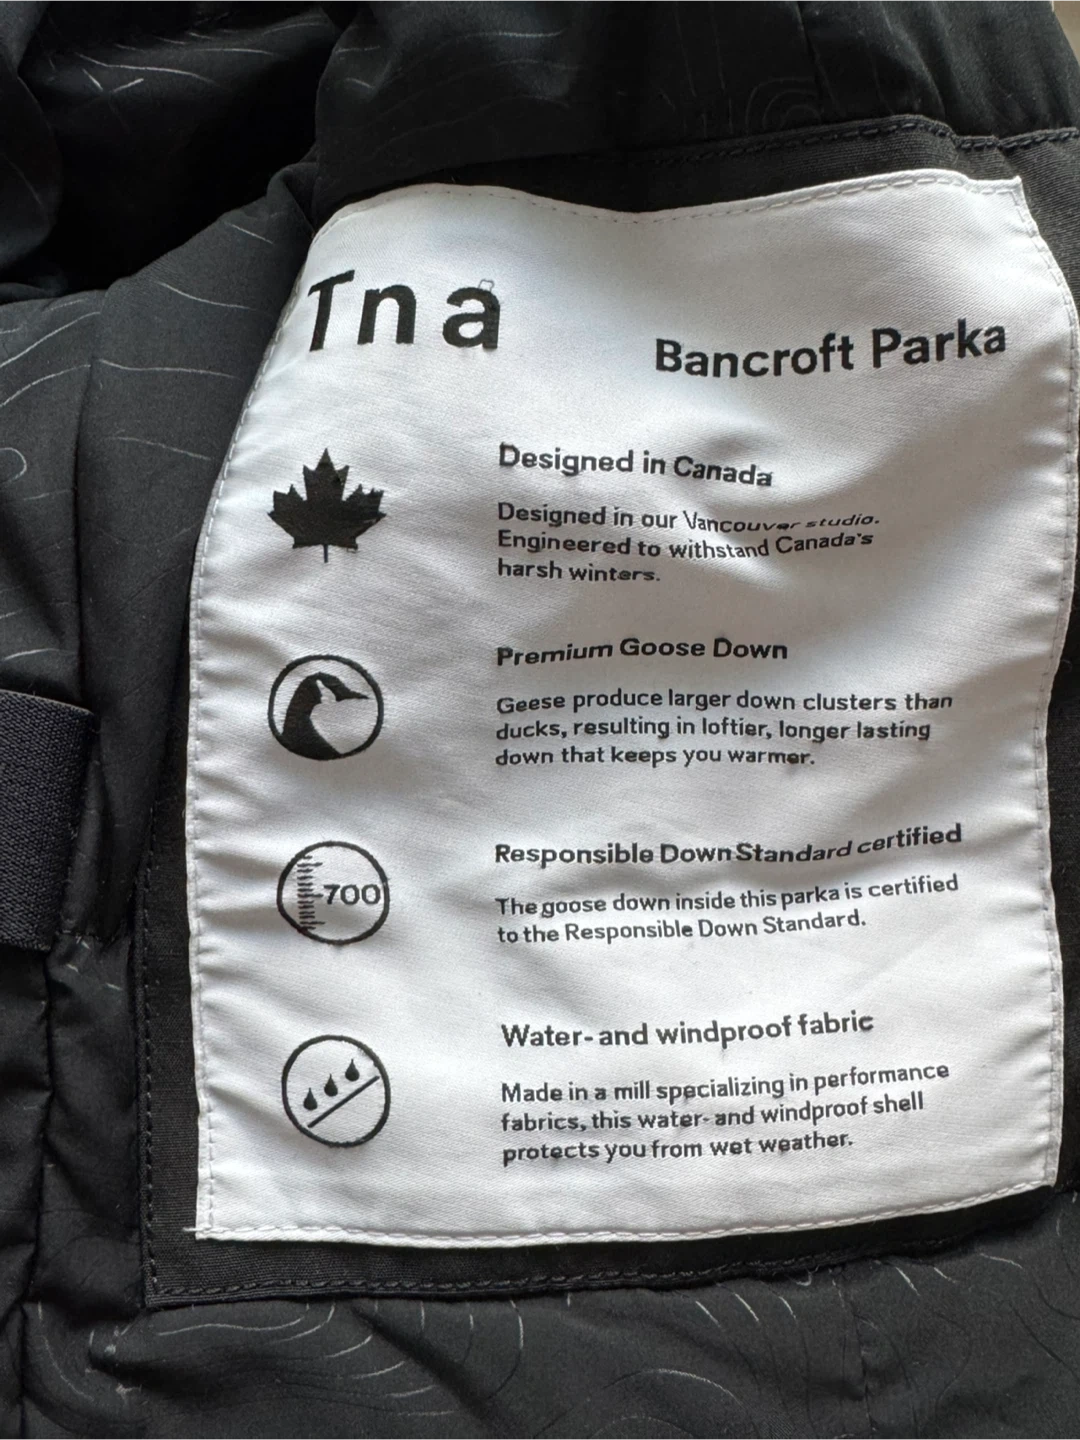 Tna
Bancroft Parka
Designed in Canada
Designed in our Vancouver studio.
Engineered to withstand Canada's
harsh winters.
Premium Goose Down
Geese produce larger down clusters than
ducks, resulting in loftier, longer lasting
down that keeps you warmer.
700
Responsible Down Standard certified
The goose down inside this parka is certified
to the Responsible Down Standard.
Water- and windproof fabric
Made in a mill specializing in performance
fabrics, this water- and windproof shell
protects you from wet weather.